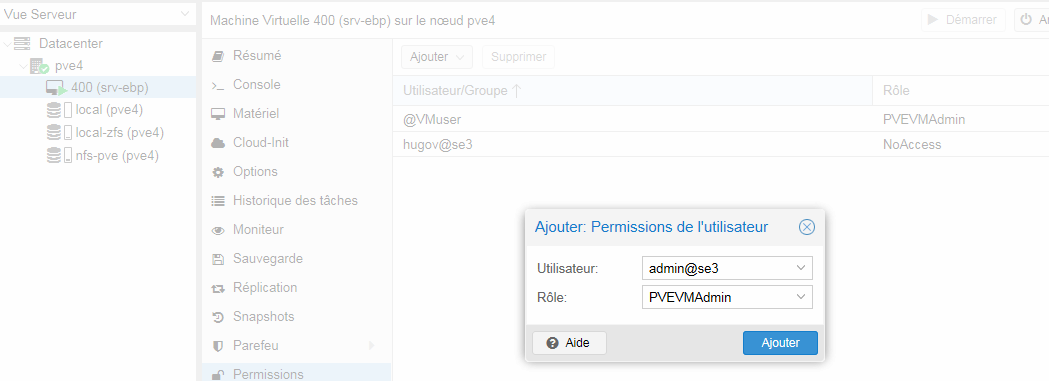 Vue Serveur
Machine Virtuelle 400 (srv-ebp) sur le nœud pve4
Démarrer
Datacenter
pve4
400 (srv-ebp)
local (pve4)
local-zfs (pve4)
nfs-pve (pve4)
Résumé
Console
Matériel
Cloud-Init
Options
Historique des tâches
Moniteur
Sauvegarde
Réplication
Snapshots
Parefeu
Permissions
Ajouter
Supprimer
Utilisateur/Groupe
Rôle
@VMuser
PVEVMAdmin
hugov@se3
NoAccess
Ajouter: Permissions de l'utilisateur
Utilisateur:
admin@se3
Rôle:
PVEVMAdmin
Aide
Ajouter